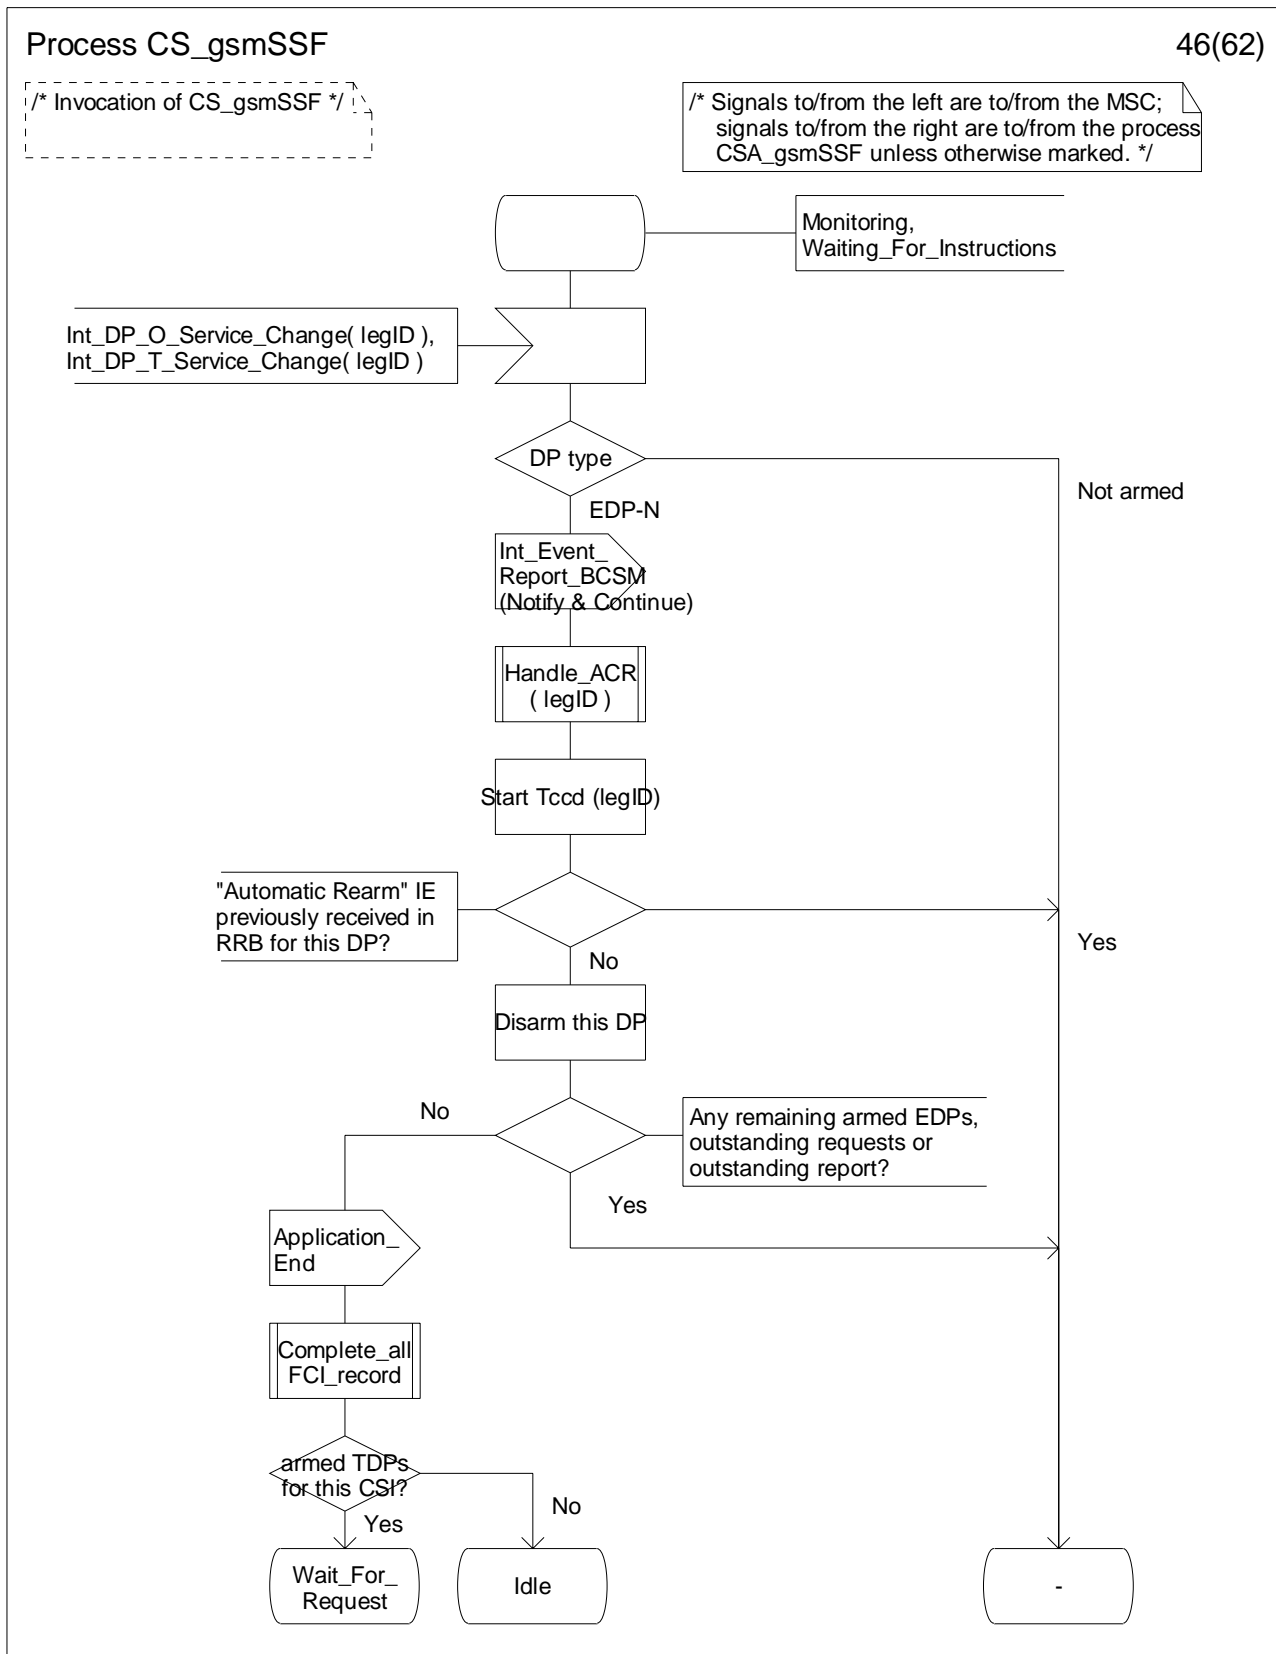 Process CS_gsmSSF
46(62)
/* Invocation of CS_gsmSSF */
/* Signals to/from the left are to/from the MSC;
signals to/from the right are to/from the process
CSA_gsmSSF unless otherwise marked. */
Monitoring,
Waiting_For_Instructions
Int_DP_O_Service_Change( legID ),
Int_DP_T_Service_Change( legID )
DP type
Not armed
EDP-N
Int_Event_
Report_BCSM
(Notify & Continue)
Handle_ACR
( legID )
Start Tccd (legID)
"Automatic Rearm" IE
previously received in
RRB for this DP?
Yes
No
Disarm this DP
No
Any remaining armed EDPs,
outstanding requests or
outstanding report?
Yes
Application_
End
Complete_all
FCI_record
armed TDPs
for this CSI?
No
Yes
Wait_For_
Request
Idle
-